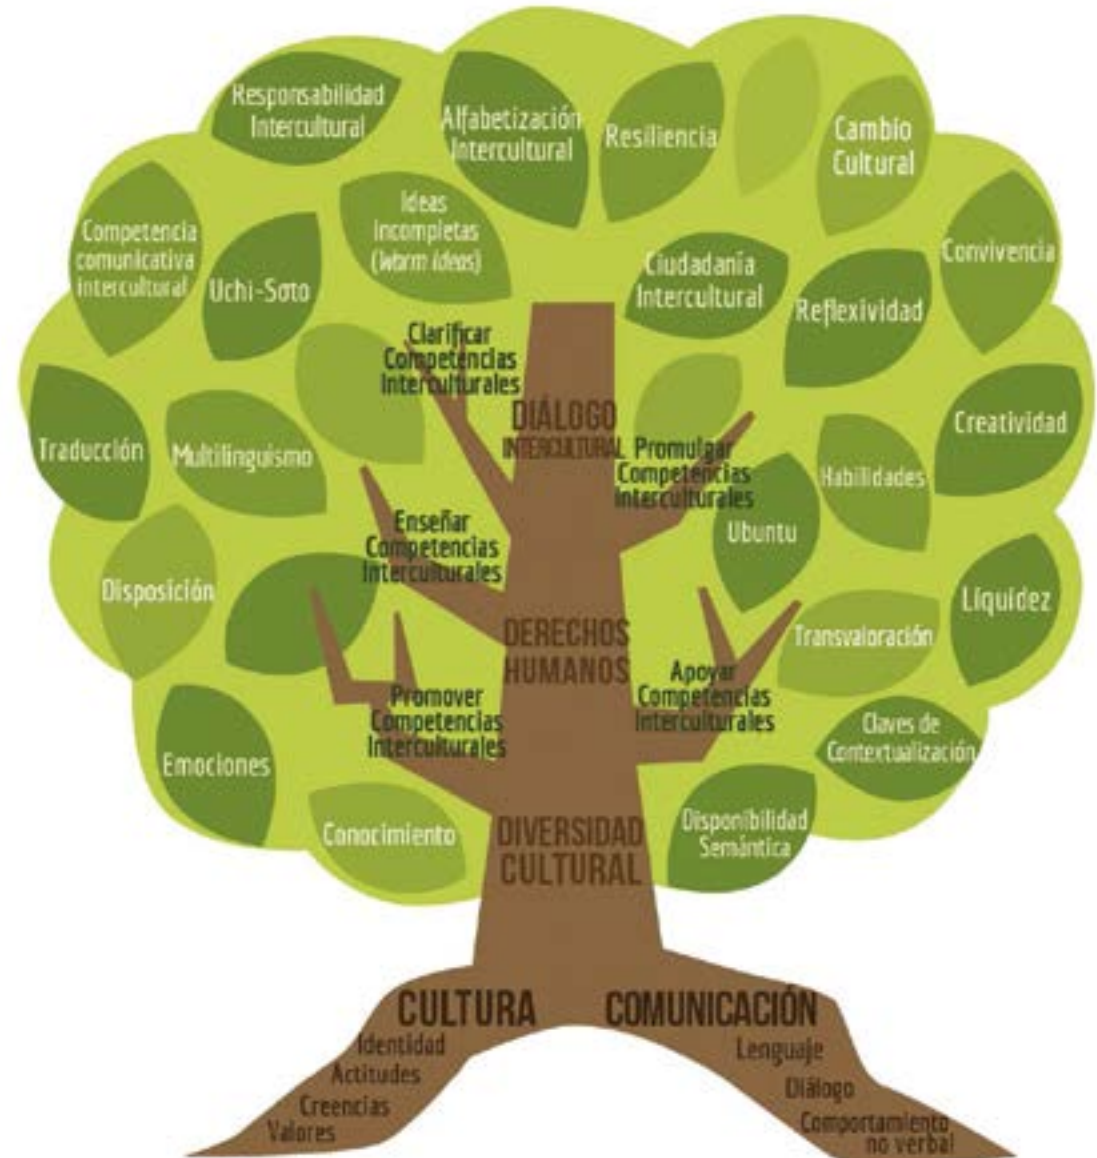 Responsabilidad
Intercultural
Alfabetización
Intercultural
Resiliencia
Cambio
Cultural
Competencia
comunicativa
intercultural
Uchi-Soto
Ideas
Incompletas
(Warm ideas)
Ciudadanía
Intercultural
Reflexividad
Convivencia
Clarificar
Competencias
Interculturales
DIÁLOGO
INTERCULTURAL
Promulgar
Competencias
Interculturales
Traducción
Multilinguismo
Habilidades
Creatividad
Enseñar
Competencias
Interculturales
Ubuntu
Disposición
Líquidez
DERECHOS
HUMANOS
Transvaloración
Promover
Competencias
Interculturales
Apoyar
Competencias
Interculturales
Claves de
Contextualización
Emociones
Conocimiento
DIVERSIDAD
CULTURAL
Disponibilidad
Semántica
CULTURA
Identidad
Actitudes
Creencias
Valores
COMUNICACIÓN
Lenguaje
Diálogo
Comportamiento
no verbal